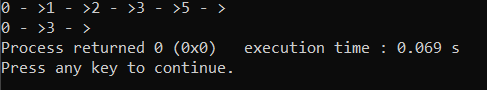 0 - >1 - >2 - >3 - >5 - >
0 - >3 - >
Process returned 0 (0x0)   execution time : 0.069 s
Press any key to continue.